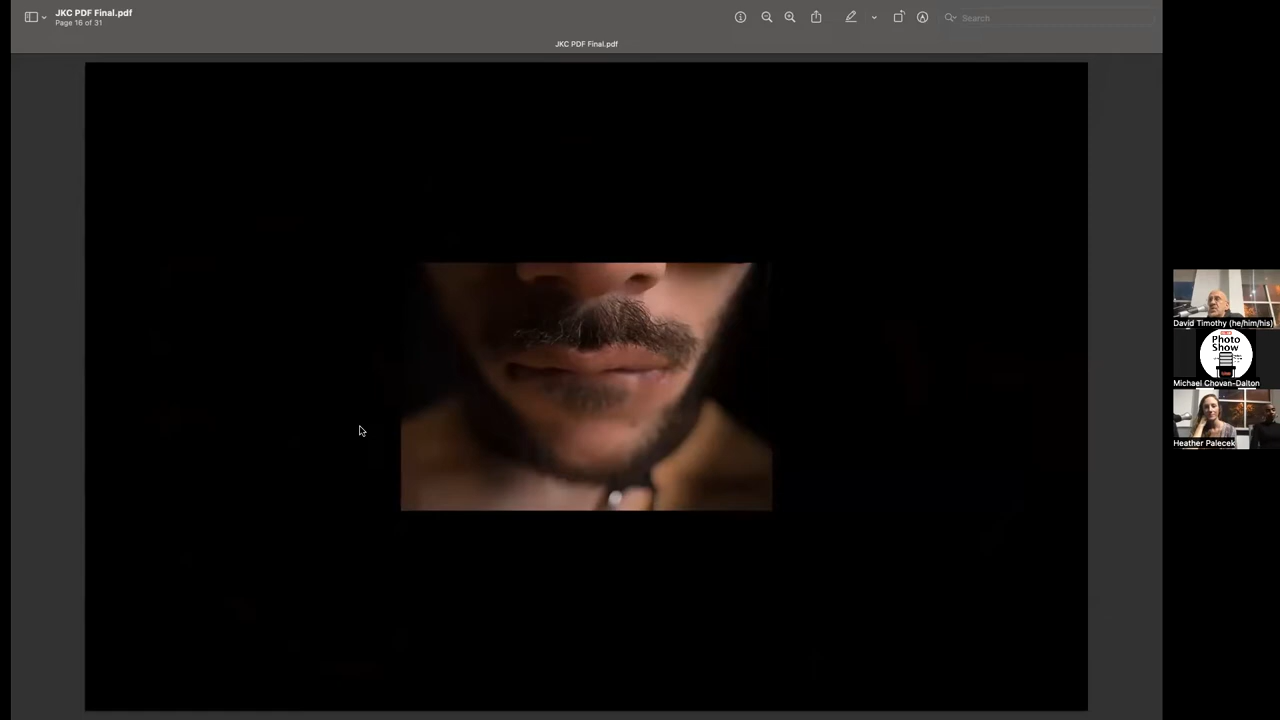 JKC PDF Final.pdf
Page 16 of 31
Search
JKC PDF Final.pdf
David Timothy (he/him/his)
Photo
Show
Michael Chovan-Dalton
Heather Palecek